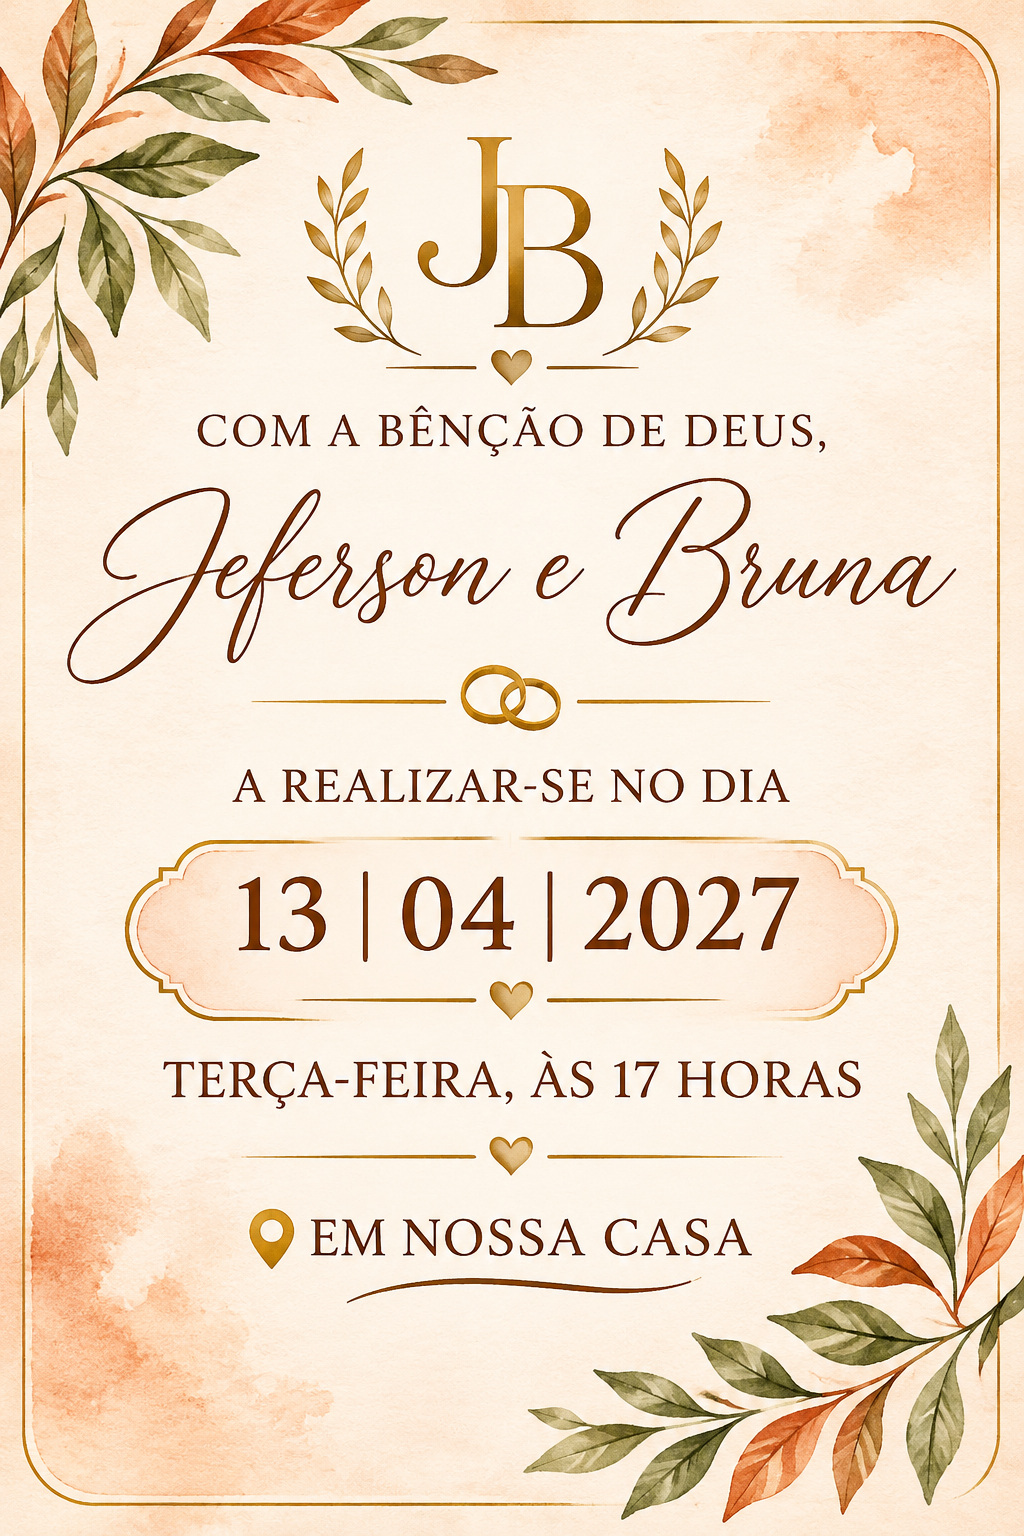 JB
COM A BÊNÇÃO DE DEUS,
Jeferson e Bruna
A REALIZAR-SE NO DIA
13 | 04 | 2027
TERÇA-FEIRA, ÀS 17 HORAS
EM NOSSA CASA